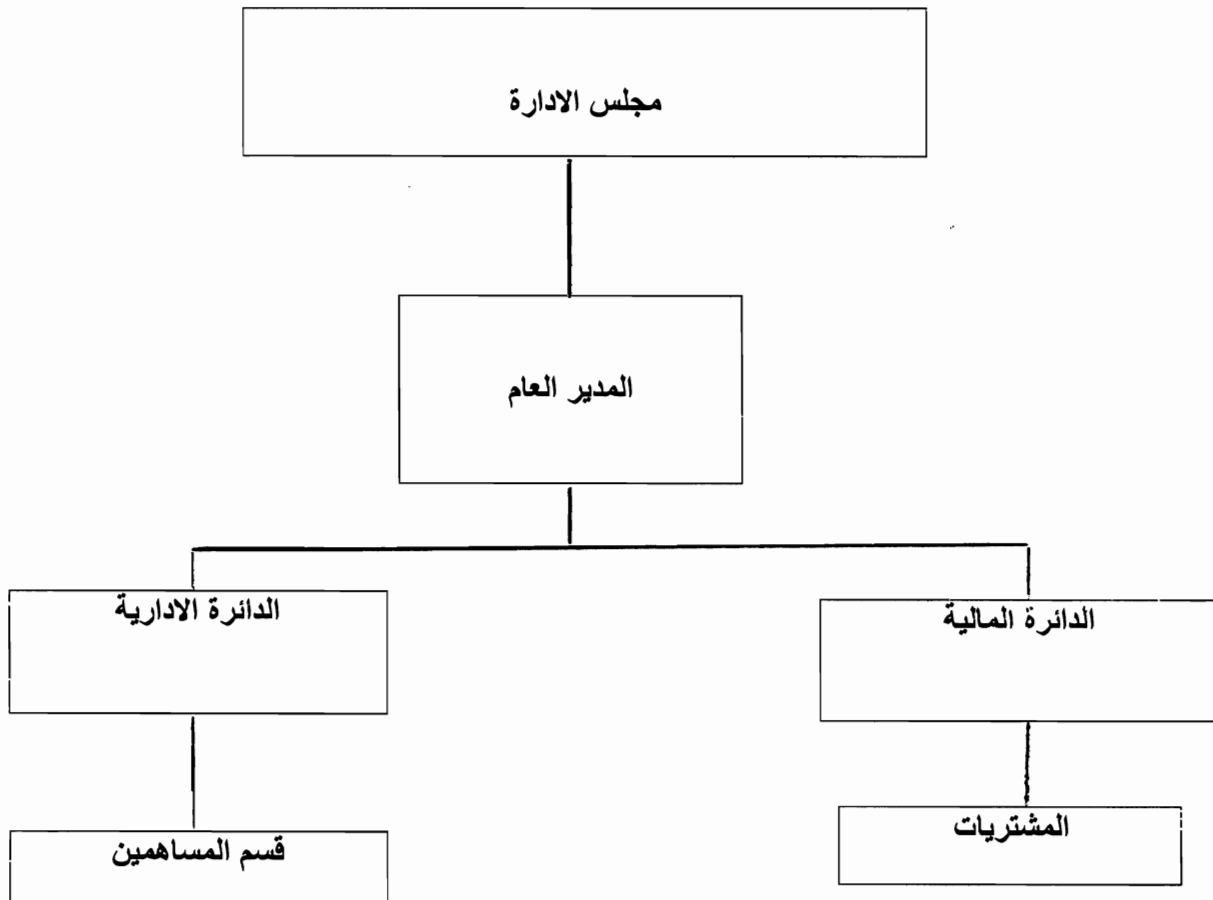 مجلس الادارة
المدير العام
الدائرة المالية
الدائرة الادارية
المشتريات
قسم المساهمين